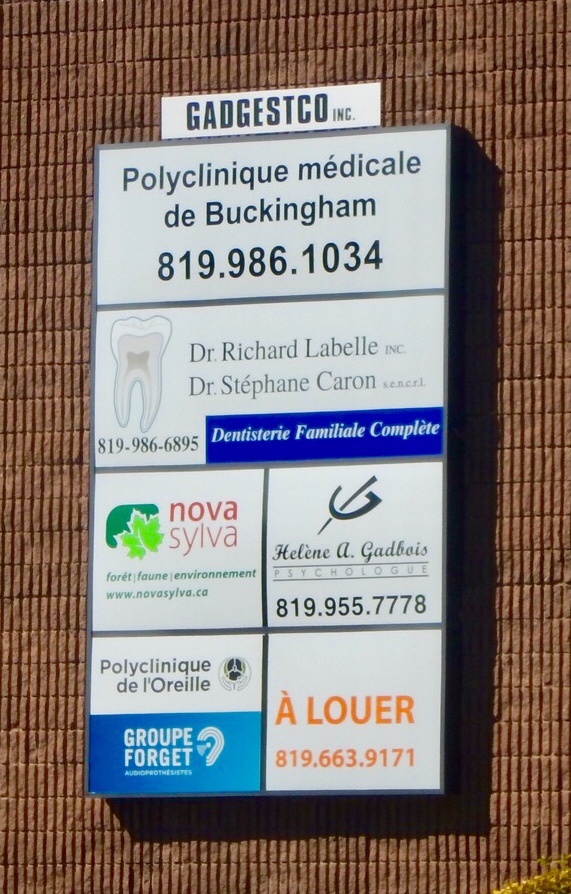 GADGESTCO INC.
Polyclinique médicale
de Buckingham
819.986.1034
Dr. Richard Labelle INC.
Dr. Stéphane Caron s.e.n.c.r.l.
819-986-6895
Dentisterie Familiale Complète
nova
sylva
forêt | faune | environnement
www.novasylva.ca
Helène A. Gadbois
PSYCHOLOGUE
819.955.7778
Polyclinique
de l'Oreille
GROUPE
FORGET
AUDIOPROTHÉSISTES
À LOUER
819.663.9171